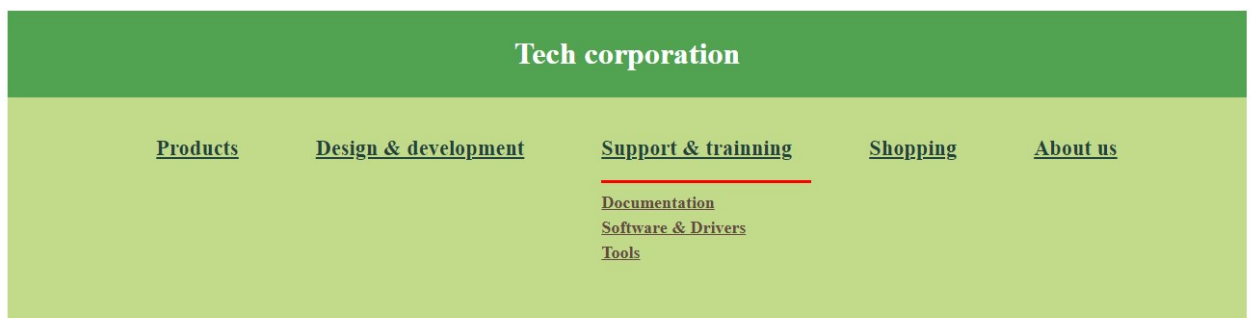 Tech corporation
Products Design & development Support & trainning Shopping About us
Documentation
Software & Drivers
Tools